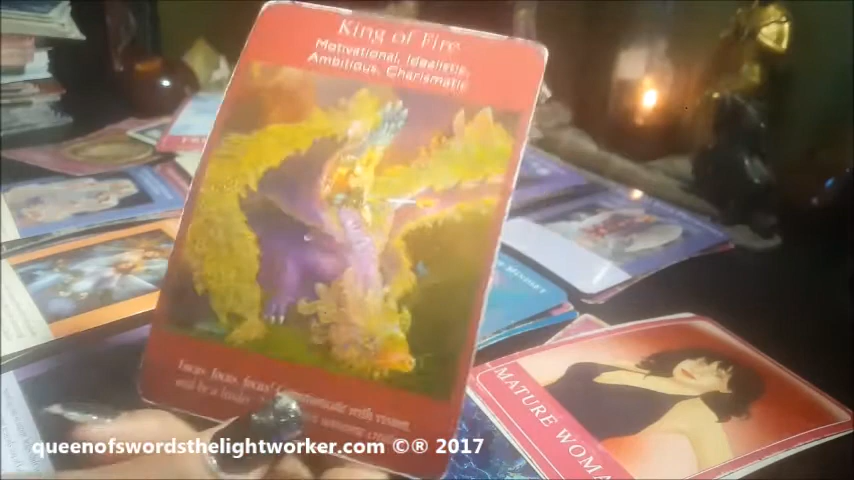 King of Fire
Motivational, Idealistic,
Ambitious, Charismatic
Focus, focus, focus! Communicate with vision,
and be a leader
MATURE WOMA
queenofswordsthelightworker.com ©® 2017